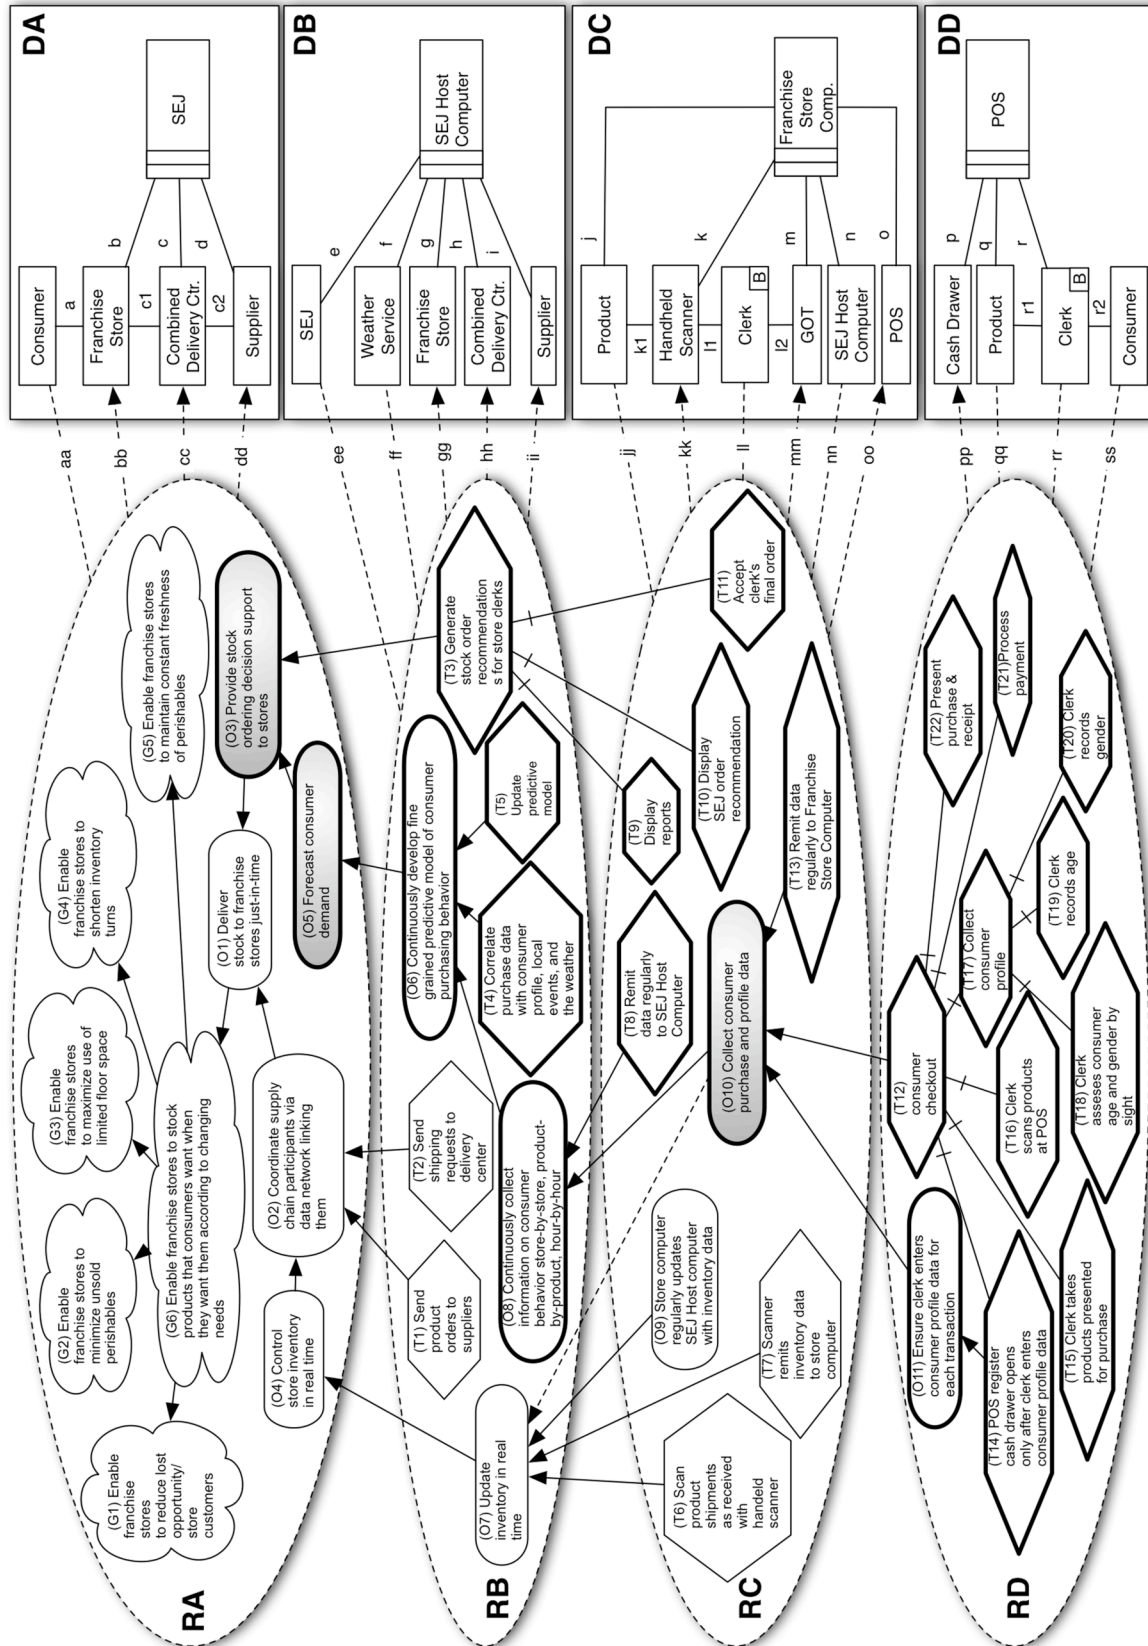 RA
(G1) Enable
franchise
stores
to reduce lost
opportunity/
store
customers
(G2) Enable
franchise stores to
minimize unsold
perishables
(G3) Enable
franchise stores
to maximize use of
limited floor space
(G4) Enable
franchise stores to
shorten inventory
turns
(G5) Enable franchise stores
to maintain constant freshness
of perishables
(G6) Enable franchise stores to stock
products that consumers want when
they want them according to changing
needs
(O1) Deliver
stock to franchise
stores just-in-time
(O3) Provide stock
ordering decision support
to stores
(O4) Control
store inventory
in real time
(O2) Coordinate supply
chain participants via
data network linking
them
(O5) Forecast consumer
demand
RB
(O7) Update
inventory in real
time
(T1) Send
product
orders to
suppliers
(T2) Send
shipping
requests to
delivery
center
(O6) Continuously develop fine
grained predictive model of consumer
purchasing behavior
(T3) Generate
stock order
recommendation
s for store clerks
(O8) Continuously collect
information on consumer
behavior store-by-store, product-
by-product, hour-by-hour
(T4) Correlate
purchase data
with consumer
profile, local
events, and
the weather
(T5)
Update
predictive
model
RC
(T6) Scan
product
shipments
as received
with
handeld
scanner
(O9) Store computer
regularly updates
SEJ Host computer
with inventory data
(T7) Scanner
remits
inventory data
to store
computer
(T8) Remit
data regularly
to SEJ Host
Computer
(O10) Collect consumer
purchase and profile data
(T9)
Display
reports
(T10) Display
SEJ order
recommendation
(T11)
Accept
clerk's
final order
(T13) Remit data
regularly to Franchise
Store Computer
RD
(O11) Ensure clerk enters
consumer profile data for
each transaction
(T14) POS register
cash drawer opens
only after clerk enters
consumer profile data
(T15) Clerk takes
products presented
for purchase
(T12)
consumer
checkout
(T16) Clerk
scans products
at POS
(T17) Collect
consumer
profile
(T18) Clerk
asseses consumer
age and gender by
sight
(T19) Clerk
records age
(T20) Clerk
records
gender
(T21)Process
payment
(T22) Present
purchase &
receipt
aa
bb
cc
dd
ee
ff
gg
hh
ii
jj
kk
ll
mm
nn
oo
pp
qq
rr
ss
DA
Consumer
a
Franchise
Store
b
c1
c
Combined
Delivery Ctr.
d
c2
Supplier
SEJ
DB
SEJ
e
Weather
Service
f
Franchise
Store
g
h
Combined
Delivery Ctr.
i
Supplier
SEJ Host
Computer
DC
Product
j
k1
Handheld
Scanner
k
l1
Clerk
B
l2
GOT
m
SEJ Host
Computer
n
POS
o
Franchise
Store
Comp.
DD
Cash Drawer
p
Product
q
r1
r
Clerk
B
r2
Consumer
POS